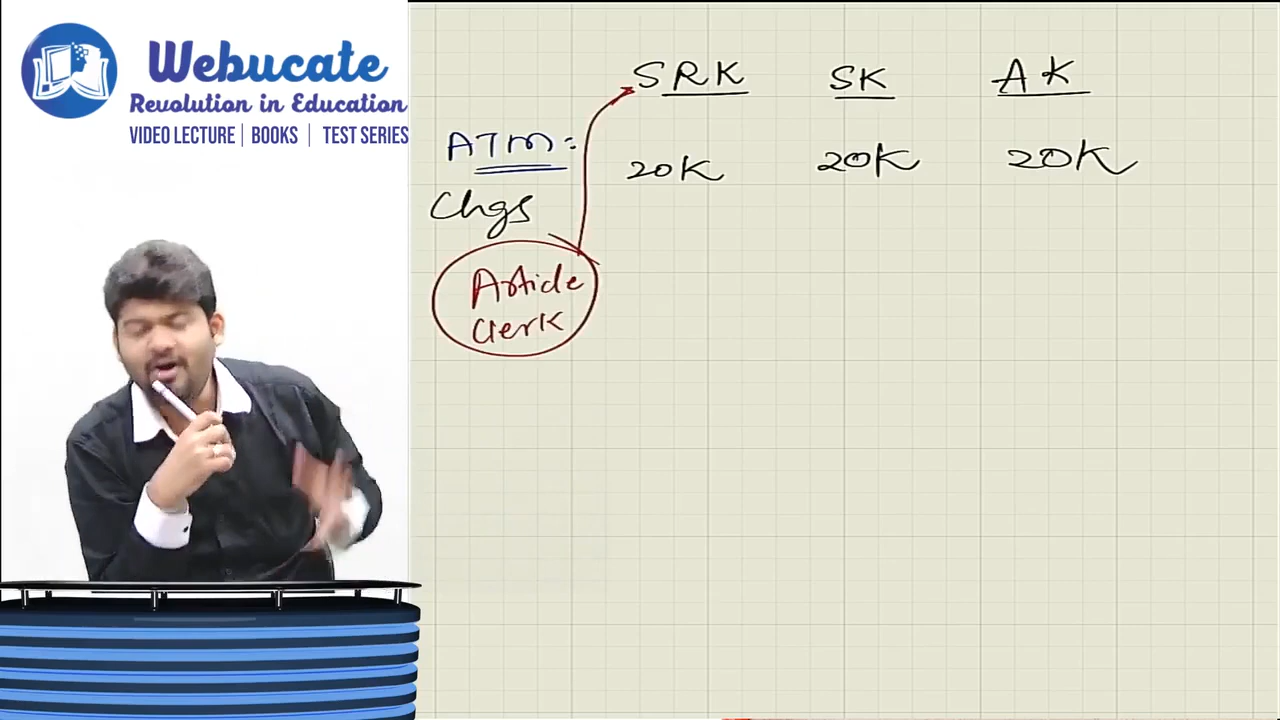 Webucate
Revolution in Education
VIDEO LECTURE | BOOKS | TEST SERIES
SRK SK AK
ATM:
20K 20K 20K
Chgs
Article
Clerk